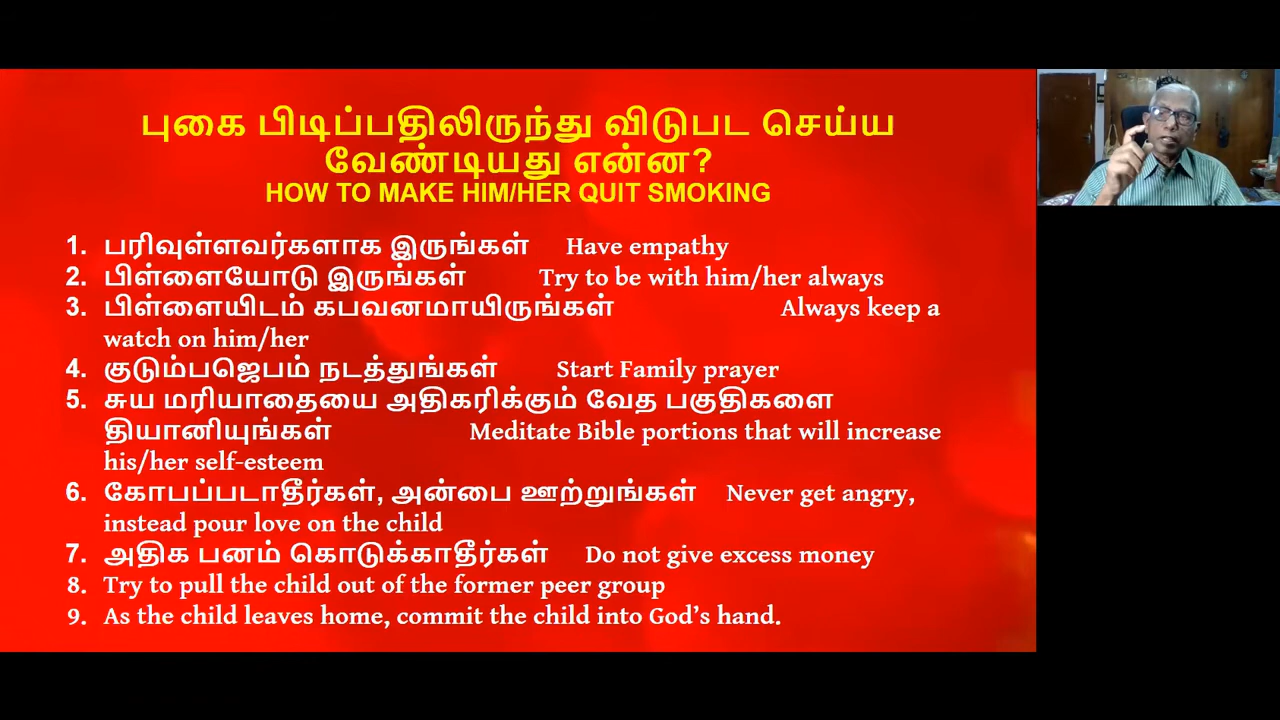 புகை பிடிப்பதிலிருந்து விடுபட செய்ய
வேண்டியது என்ன?
HOW TO MAKE HIM/HER QUIT SMOKING
1. பரிவுள்ளவர்களாக இருங்கள் Have empathy
2. பிள்ளையோடு இருங்கள் Try to be with him/her always
3. பிள்ளையிடம் கபவனமாயிருங்கள் Always keep a
watch on him/her
4. குடும்பஜெபம் நடத்துங்கள் Start Family prayer
5. சுய மரியாதையை அதிகரிக்கும் வேத பகுதிகளை
தியானியுங்கள் Meditate Bible portions that will increase
his/her self-esteem
6. கோபப்படாதீர்கள், அன்பை ஊற்றுங்கள் Never get angry,
instead pour love on the child
7. அதிக பனம் கொடுக்காதீர்கள் Do not give excess money
8. Try to pull the child out of the former peer group
9. As the child leaves home, commit the child into God’s hand.